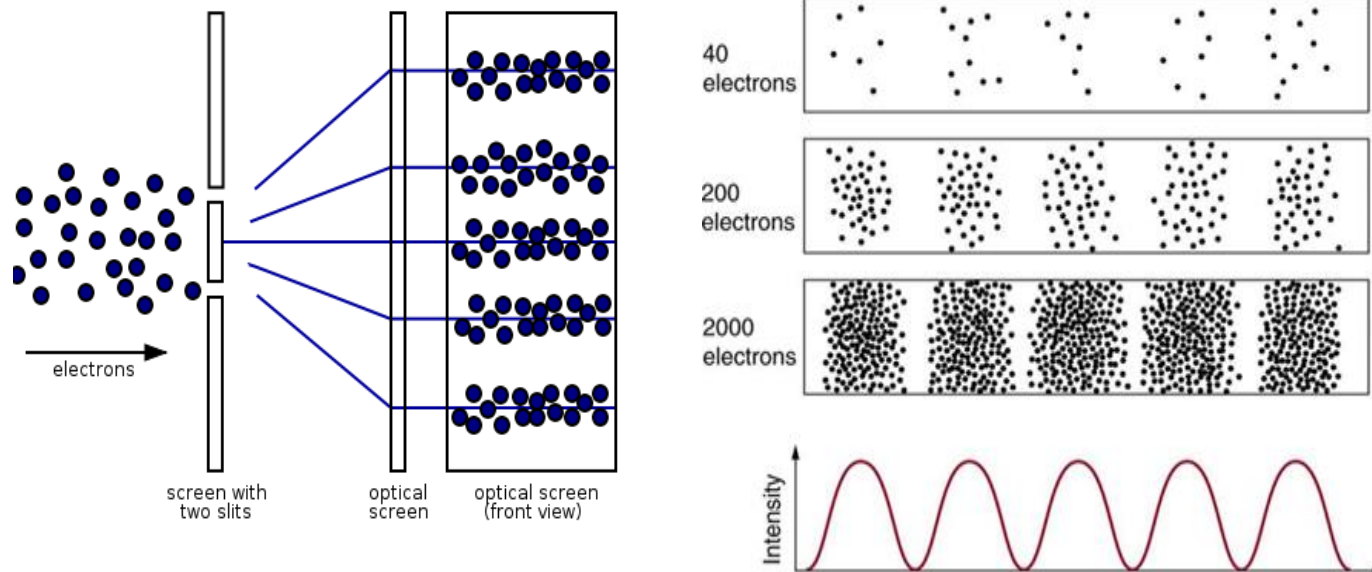 electrons
screen with
two slits
optical
screen
optical screen
(front view)
40
electrons
200
electrons
2000
electrons
Intensity